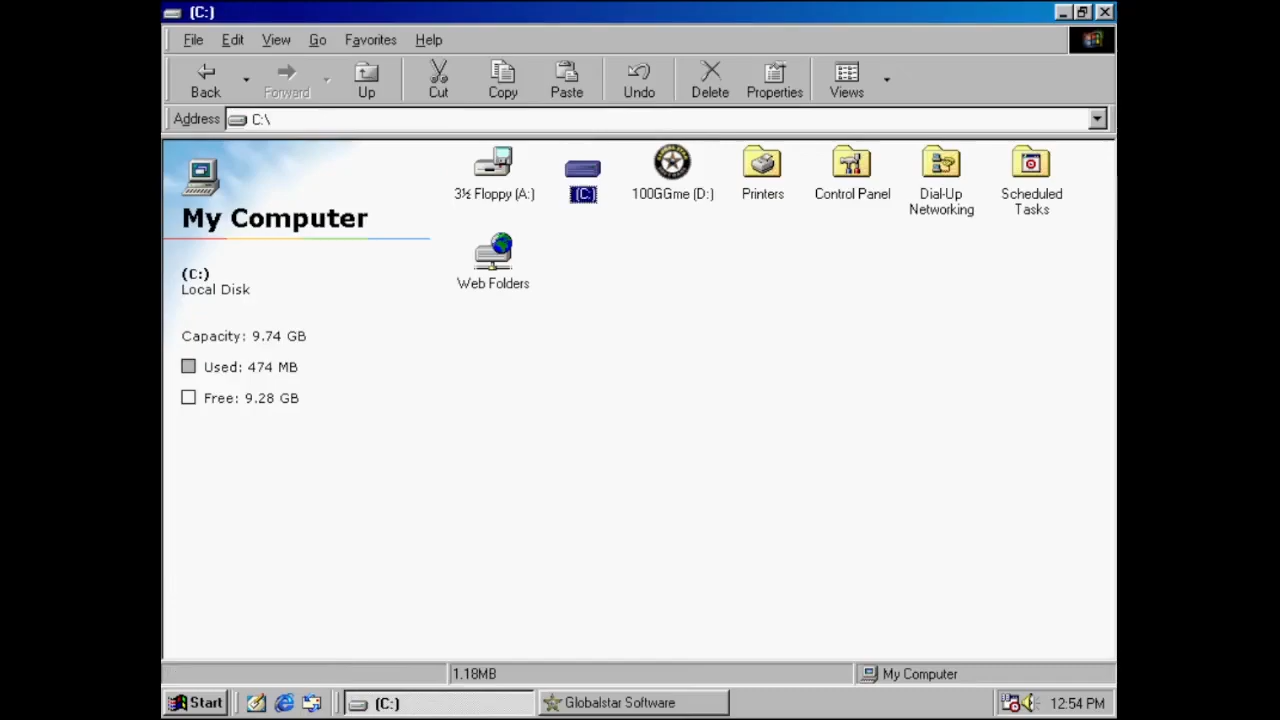 (C:)
File Edit View Go Favorites Help
Back Forward Up Cut Copy Paste Undo Delete Properties Views
Address C:\
3½ Floppy (A:) (C:) 100GGme (D:) Printers Control Panel Dial-Up Networking Scheduled Tasks
My Computer
Web Folders
(C:)
Local Disk
Capacity: 9.74 GB
Used: 474 MB
Free: 9.28 GB
1.18MB My Computer
Start (C:) Globalstar Software 12:54 PM